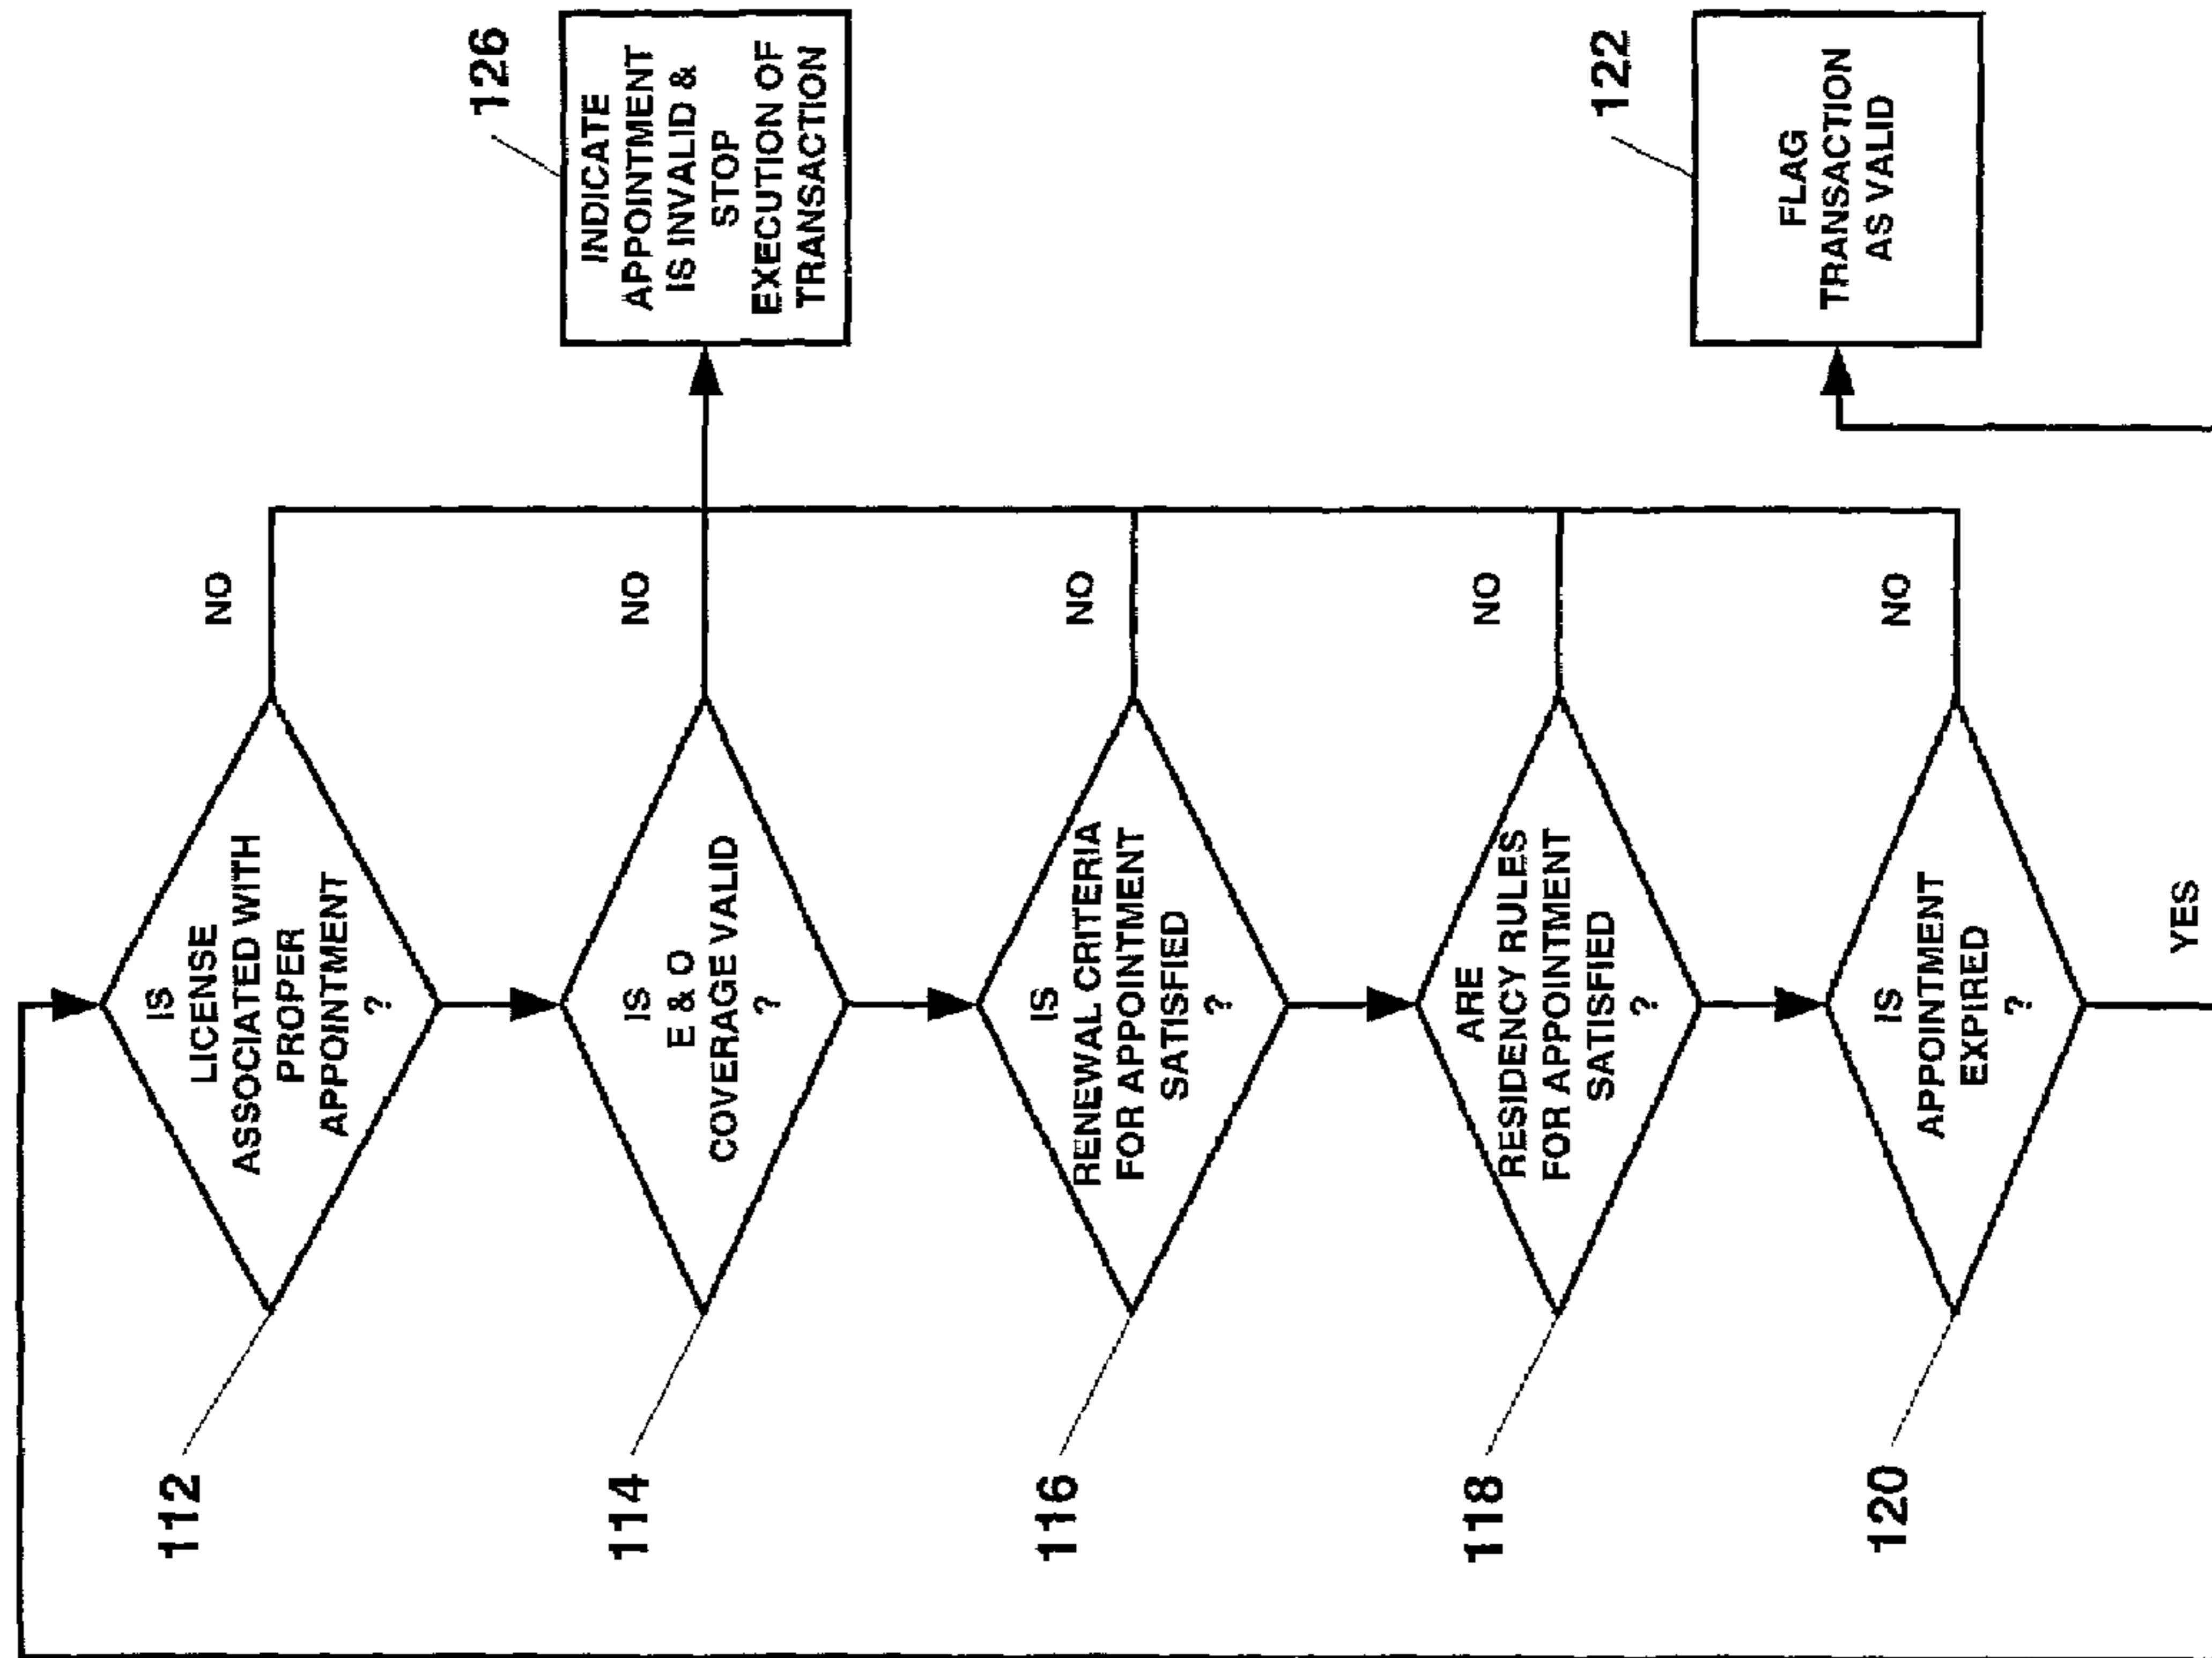 112
IS
LICENSE
ASSOCIATED WITH
PROPER
APPOINTMENT
?
NO
114
IS
E & O
COVERAGE VALID
?
NO
126
INDICATE
APPOINTMENT
IS INVALID &
STOP
EXECUTION OF
TRANSACTION
116
IS
RENEWAL CRITERIA
FOR APPOINTMENT
SATISFIED
?
NO
118
ARE
RESIDENCY RULES
FOR APPOINTMENT
SATISFIED
?
NO
120
IS
APPOINTMENT
EXPIRED
?
NO
YES
122
FLAG
TRANSACTION
AS VALID